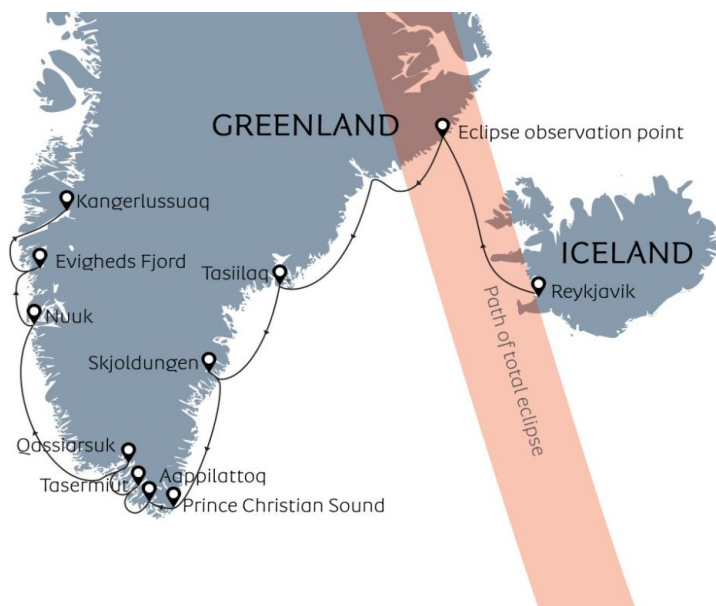 GREENLAND
Eclipse observation point
Kangerlussuaq
Evigheds Fjord
Tasiilaq
ICELAND
Reykjavik
Nuuk
Path of total eclipse
Skjoldungen
Qassiarsuk
Aappilattoq
Tasermiut
Prince Christian Sound